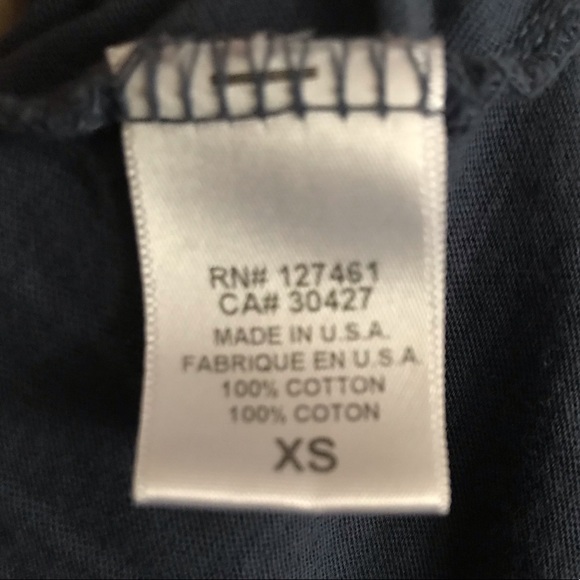 RN# 127461
CA# 30427
MADE IN U.S.A.
FABRIQUE EN U.S.A
100% COTTON
100% COTON
XS